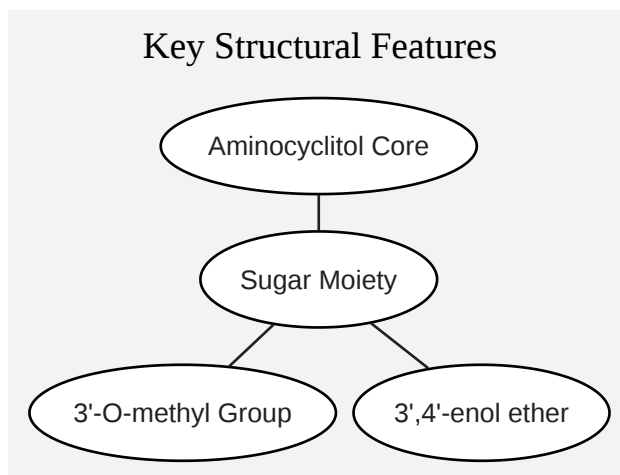 Key Structural Features
Aminocyclitol Core
Sugar Moiety
3'-O-methyl Group
3',4'-enol ether